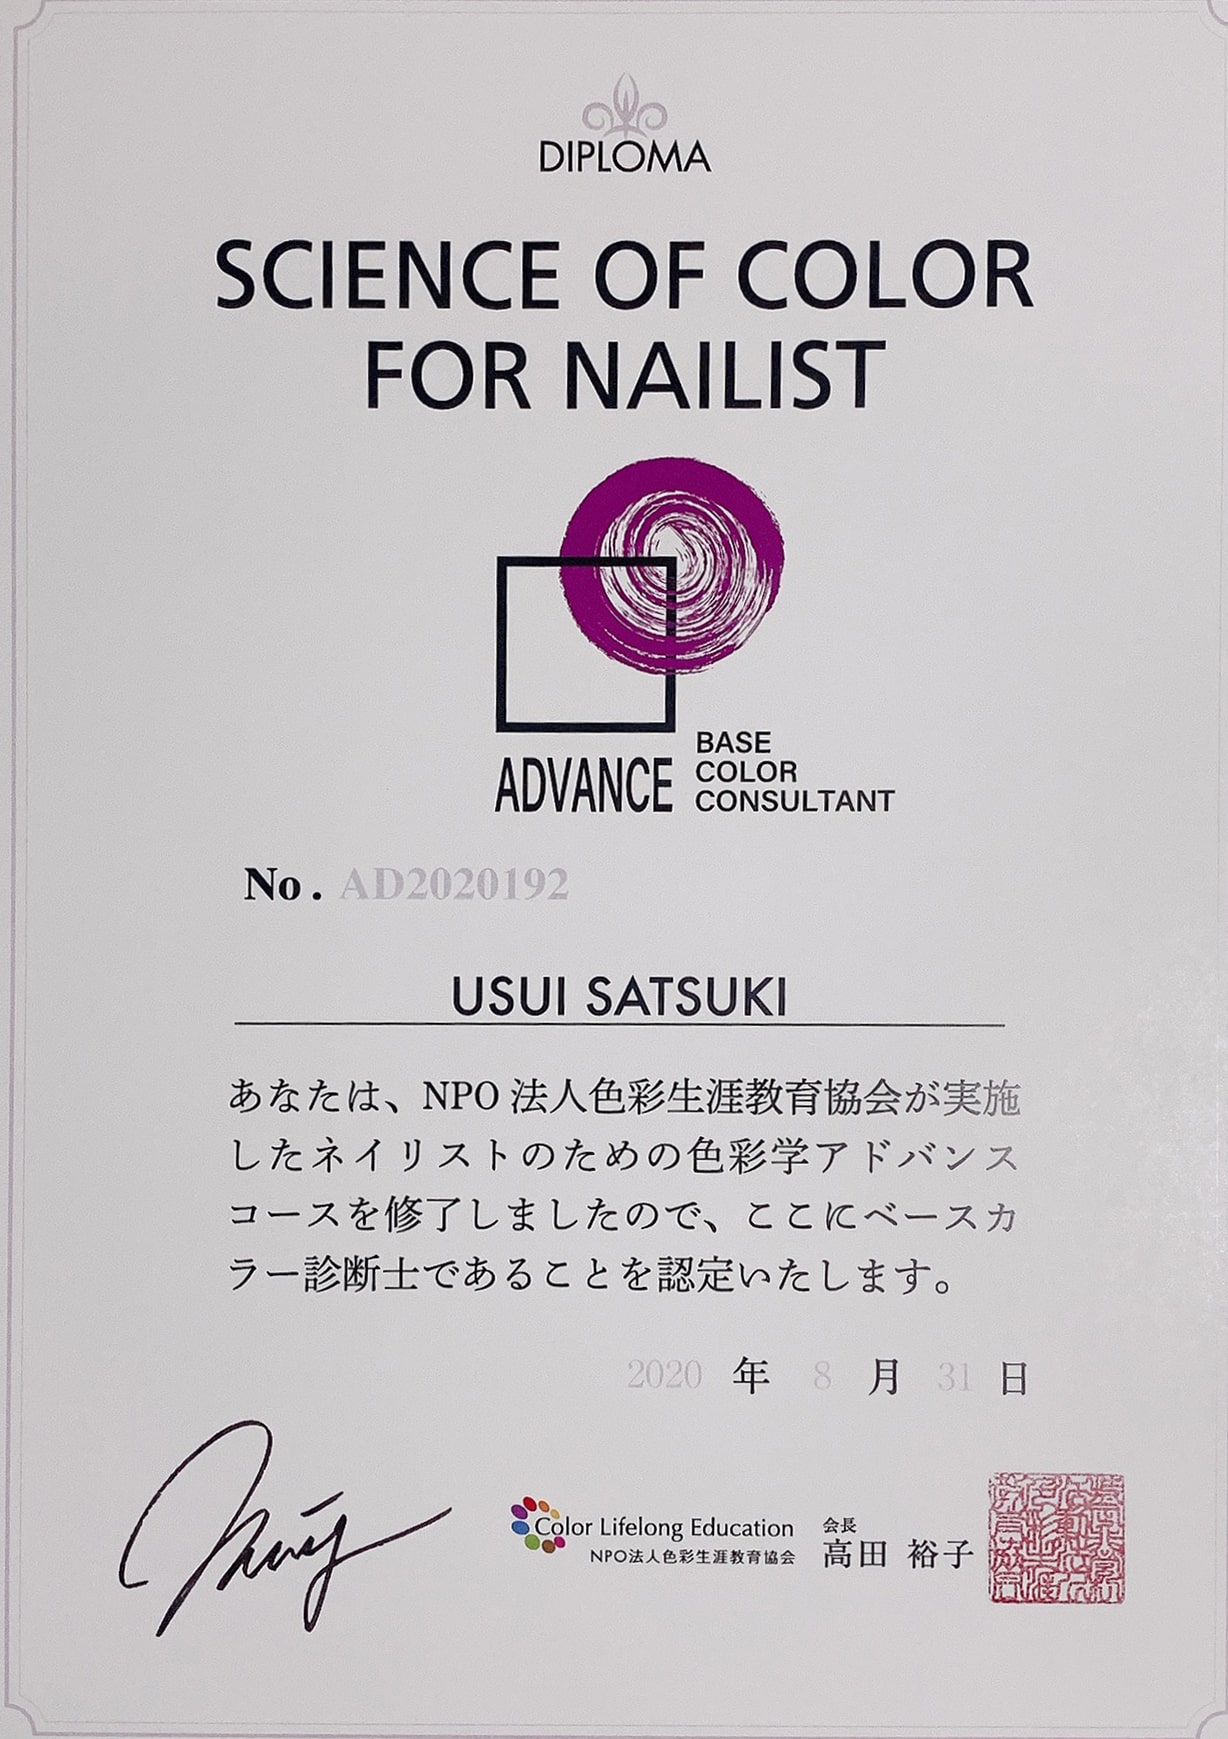 DIPLOMA
SCIENCE OF COLOR
FOR NAILIST
ADVANCE
BASE
COLOR
CONSULTANT
No. AD2020192
USUI SATSUKI
あなたは、NPO法人色彩生涯教育協会が実施
したネイリストのための色彩学アドバンス
コースを修了しましたので、ここにベースカ
ラー診断士であることを認定いたします。
2020 年 8 月 31 日
Color Lifelong Education
NPO法人色彩生涯教育協会
会長
高田 裕子